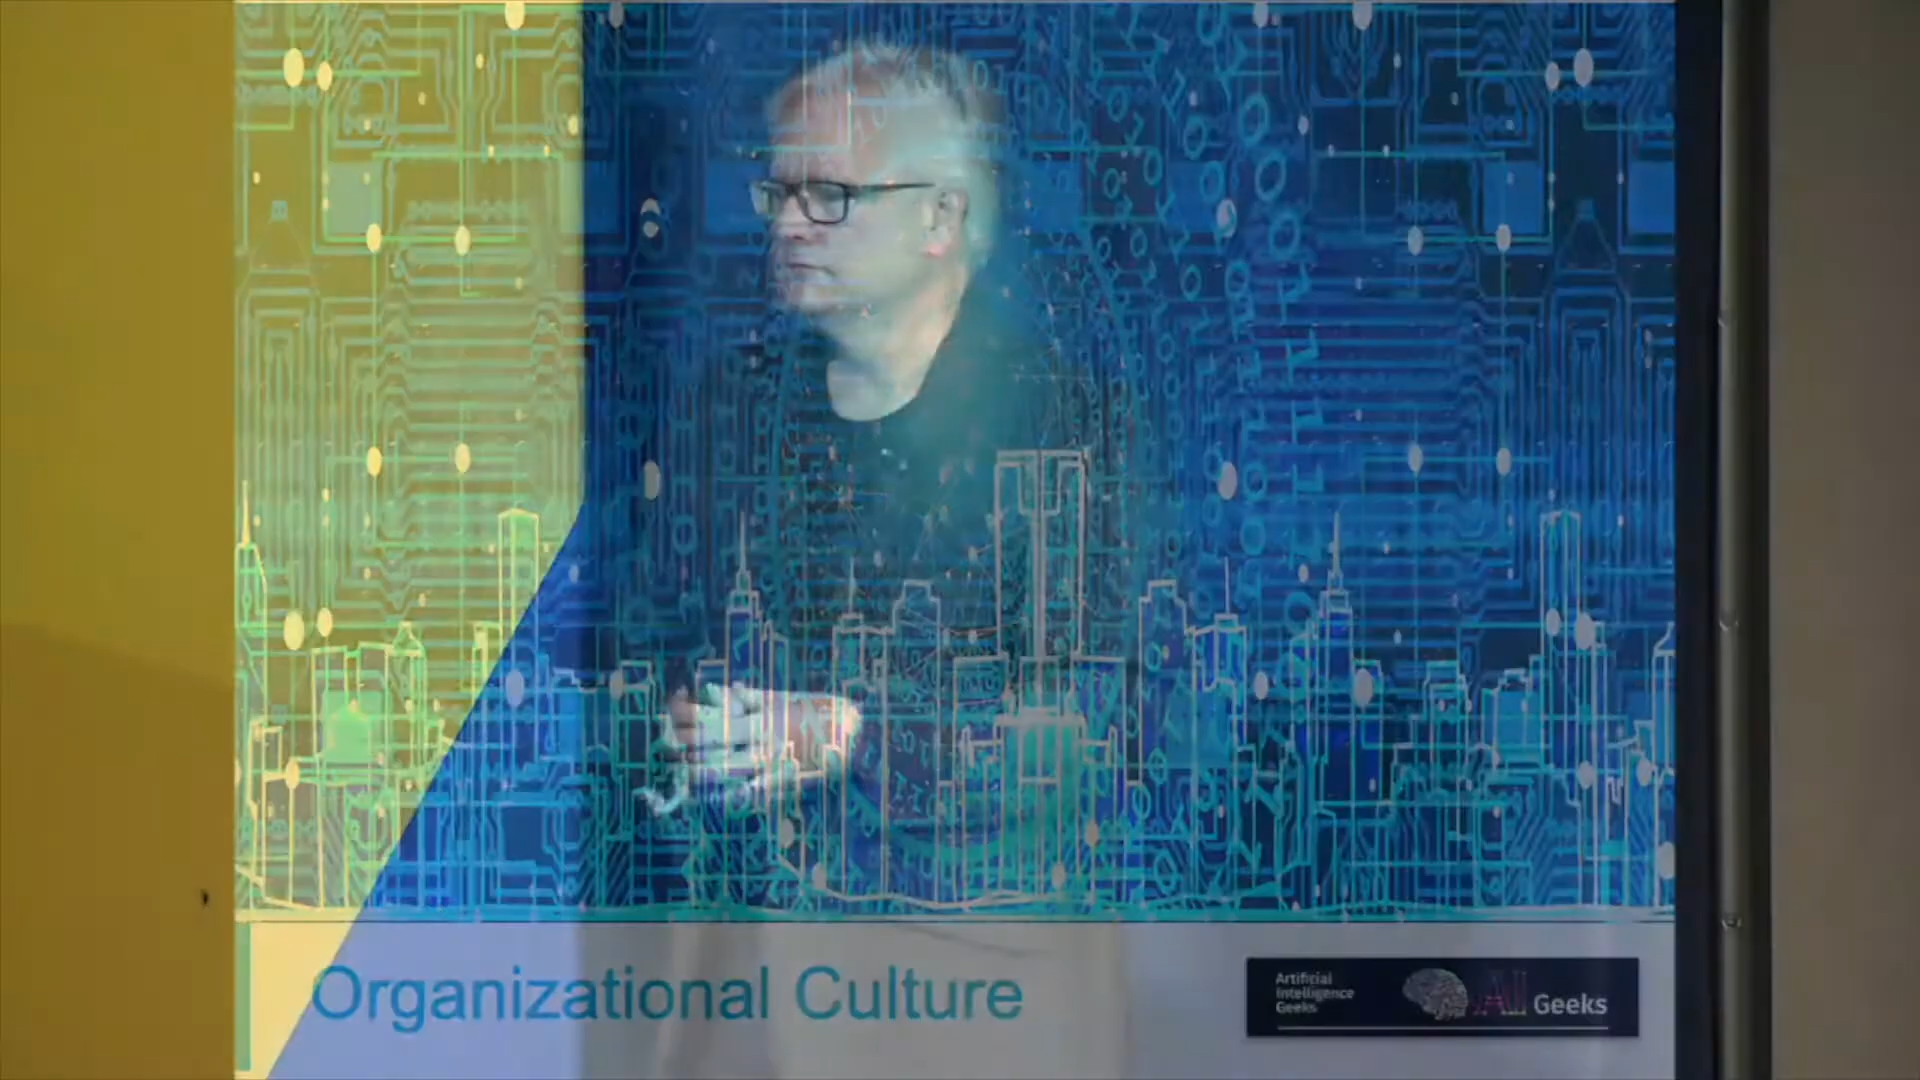 Organizational Culture
Artificial
Intelligence
Geeks
AI Geeks